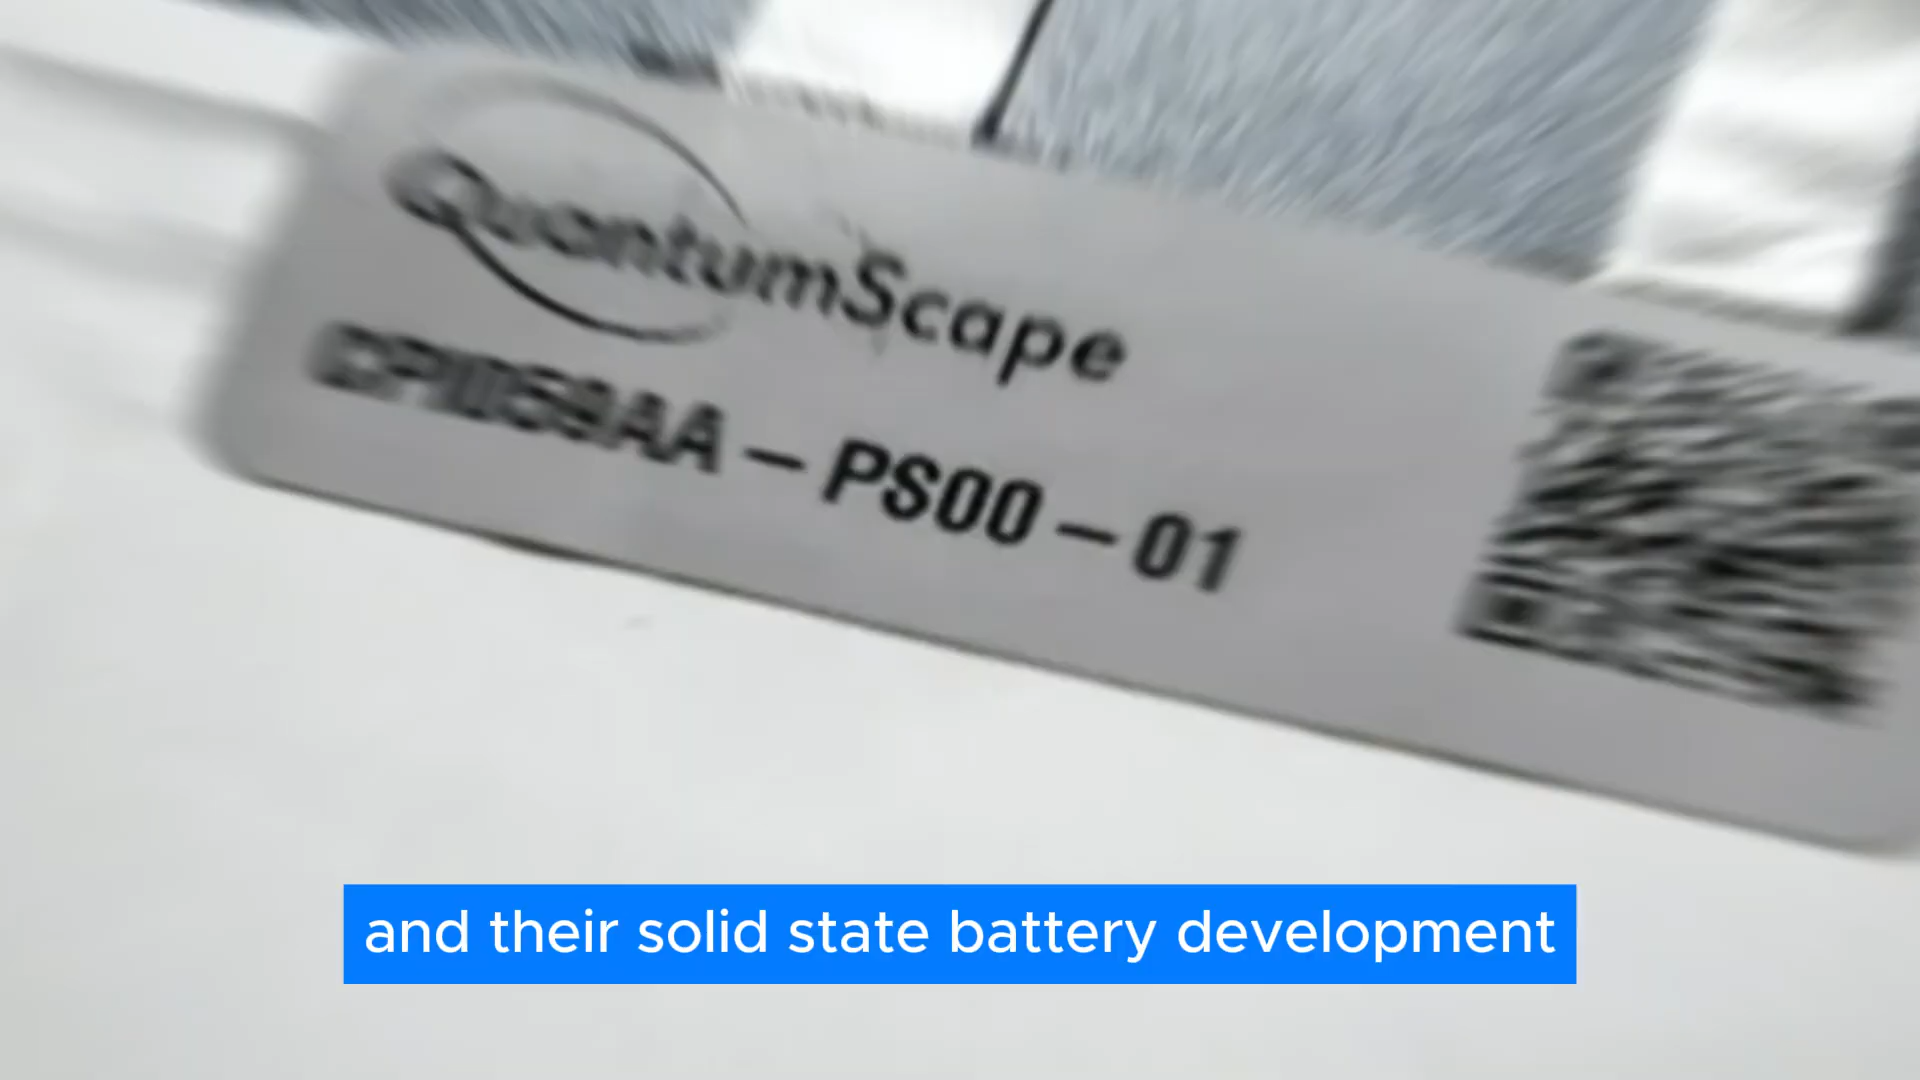 QuantumScape
– PS00 – 01
and their solid state battery development